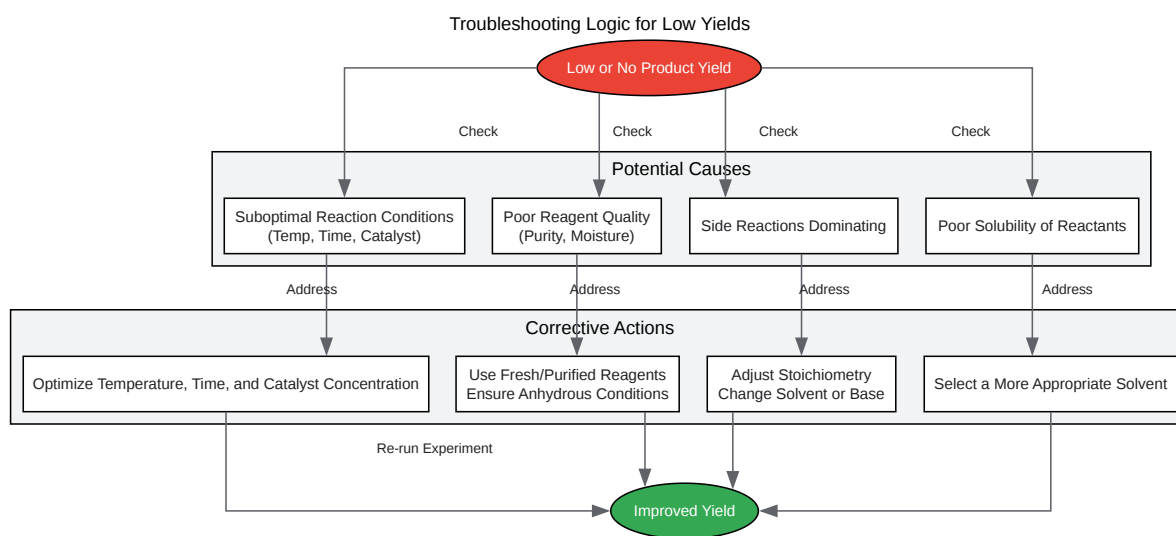 Troubleshooting Logic for Low Yields
Low or No Product Yield
Check
Check
Check
Check
Potential Causes
Suboptimal Reaction Conditions
(Temp, Time, Catalyst)
Poor Reagent Quality
(Purity, Moisture)
Side Reactions Dominating
Poor Solubility of Reactants
Address
Address
Address
Address
Corrective Actions
Optimize Temperature, Time, and Catalyst Concentration
Use Fresh/Purified Reagents
Ensure Anhydrous Conditions
Adjust Stoichiometry
Change Solvent or Base
Select a More Appropriate Solvent
Re-run Experiment
Improved Yield